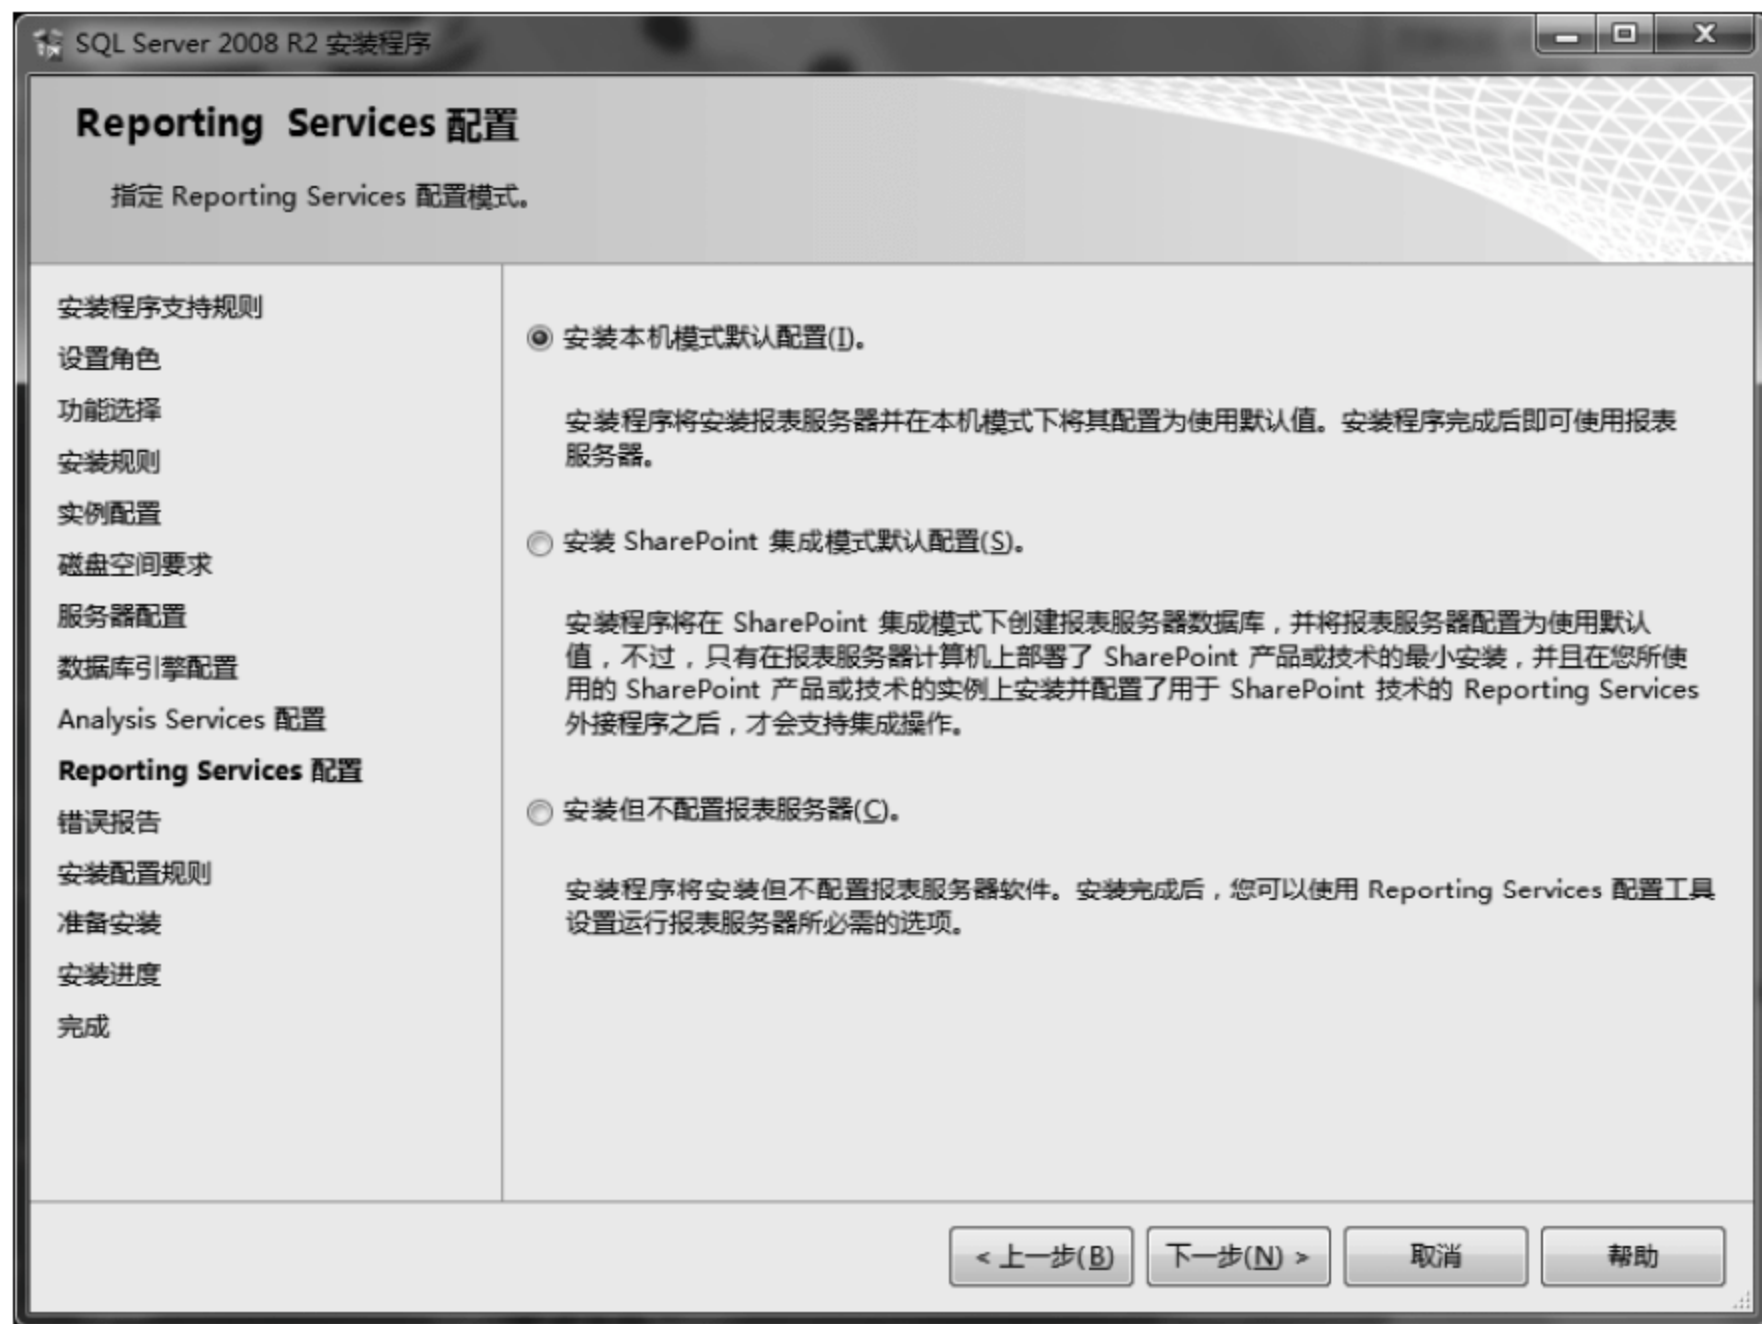 SQL Server 2008 R2 安装程序
Reporting Services 配置
指定 Reporting Services 配置模式。
安装程序支持规则
设置角色
功能选择
安装规则
实例配置
磁盘空间要求
服务器配置
数据库引擎配置
Analysis Services 配置
Reporting Services 配置
错误报告
安装配置规则
准备安装
安装进度
完成
安装本机模式默认配置(I)。
安装程序将安装报表服务器并在本机模式下将其配置为使用默认值。安装程序完成后即可使用报表
服务器。
安装 SharePoint 集成模式默认配置(S)。
安装程序将在 SharePoint 集成模式下创建报表服务器数据库，并将报表服务器配置为使用默认
值，不过，只有在报表服务器计算机上部署了 SharePoint 产品或技术的最小安装，并且在您所使
用的 SharePoint 产品或技术的实例上安装并配置了用于 SharePoint 技术的 Reporting Services
外接程序之后，才会支持集成操作。
安装但不配置报表服务器(C)。
安装程序将安装但不配置报表服务器软件。安装完成后，您可以使用 Reporting Services 配置工具
设置运行报表服务器所必需的选项。
< 上一步(B)
下一步(N) >
取消
帮助